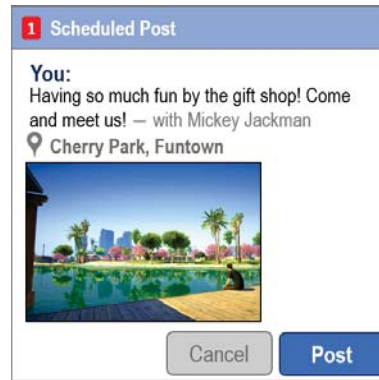 1 Scheduled Post
You:
Having so much fun by the gift shop! Come
and meet us! — with Mickey Jackman
Cherry Park, Funtown
Cancel Post